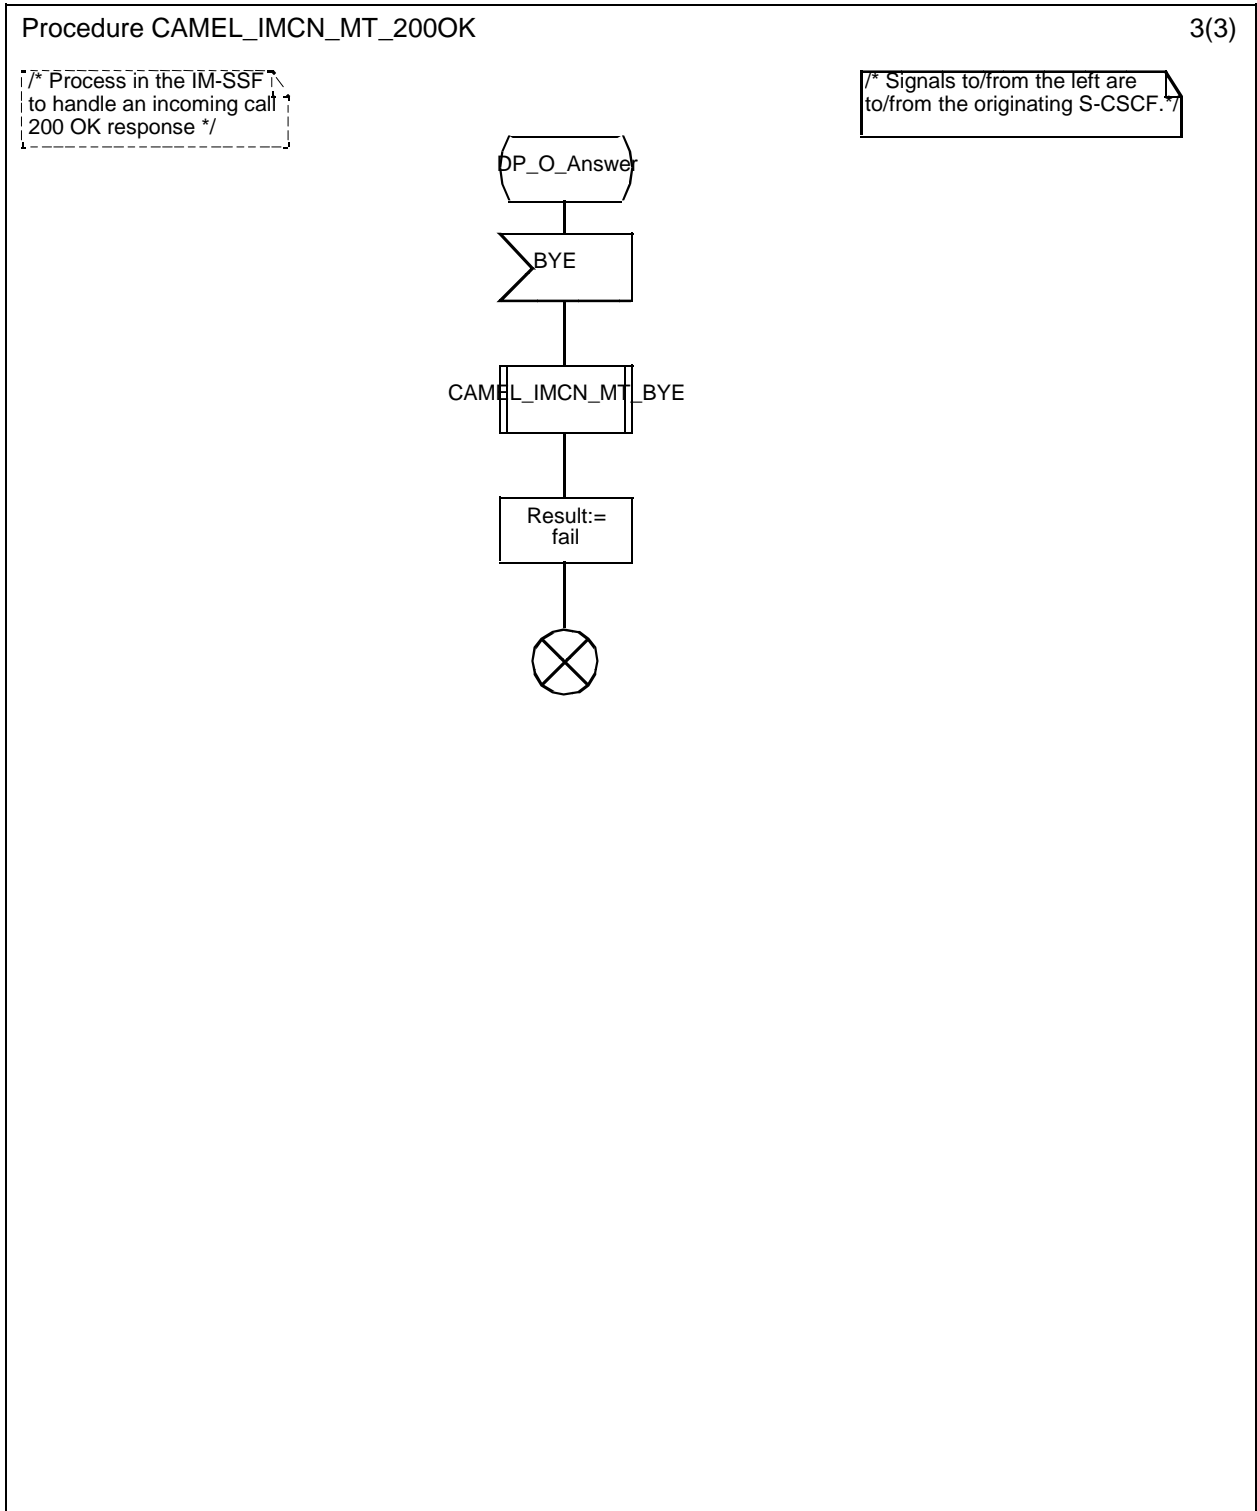 Procedure CAMEL_IMCN_MT_200OK
3(3)
/* Process in the IM-SSF
to handle an incoming call
200 OK response */
/* Signals to/from the left are
to/from the originating S-CSCF.*/
DP_O_Answer
BYE
CAMEL_IMCN_MT_BYE
Result:=
fail